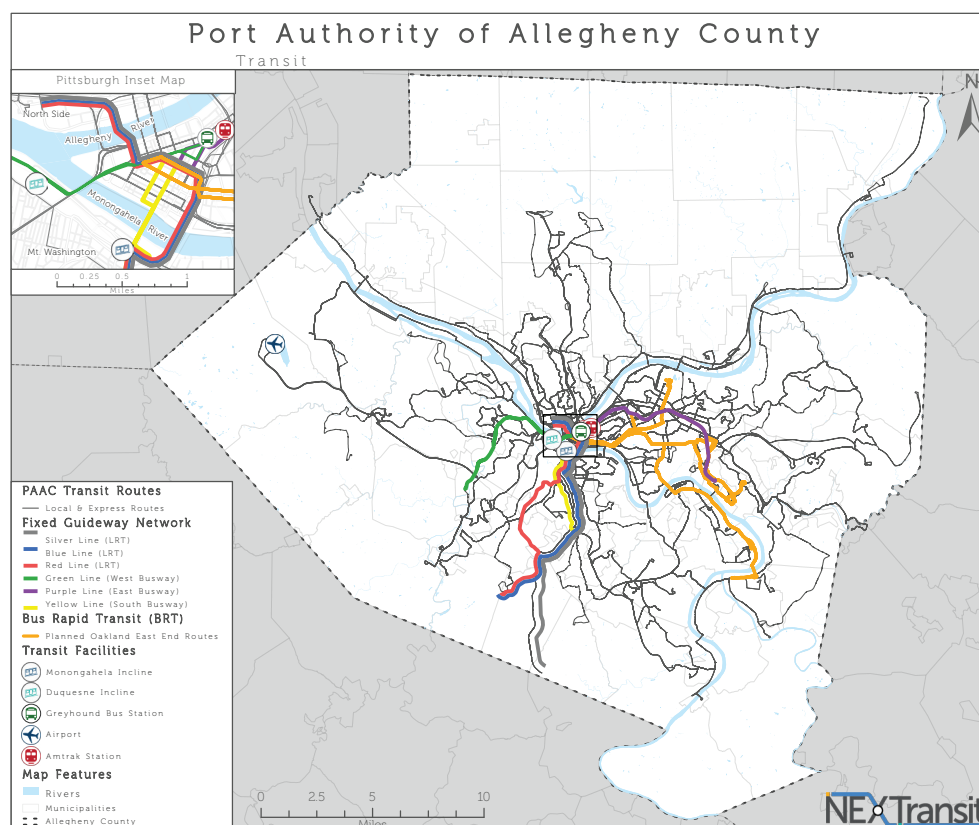 Port Authority of Allegheny County
Transit
Pittsburgh Inset Map
North Side
Allegheny River
Monongahela River
Mt. Washington
0 0.25 0.5 1
Miles
N
PAAC Transit Routes
Local & Express Routes
Fixed Guideway Network
Silver Line (LRT)
Blue Line (LRT)
Red Line (LRT)
Green Line (West Busway)
Purple Line (East Busway)
Yellow Line (South Busway)
Bus Rapid Transit (BRT)
Planned Oakland East End Routes
Transit Facilities
Monongahela Incline
Duquesne Incline
Greyhound Bus Station
Airport
Amtrak Station
Map Features
Rivers
Municipalities
Allegheny County
0 2.5 5 10
Miles
NEXTransit